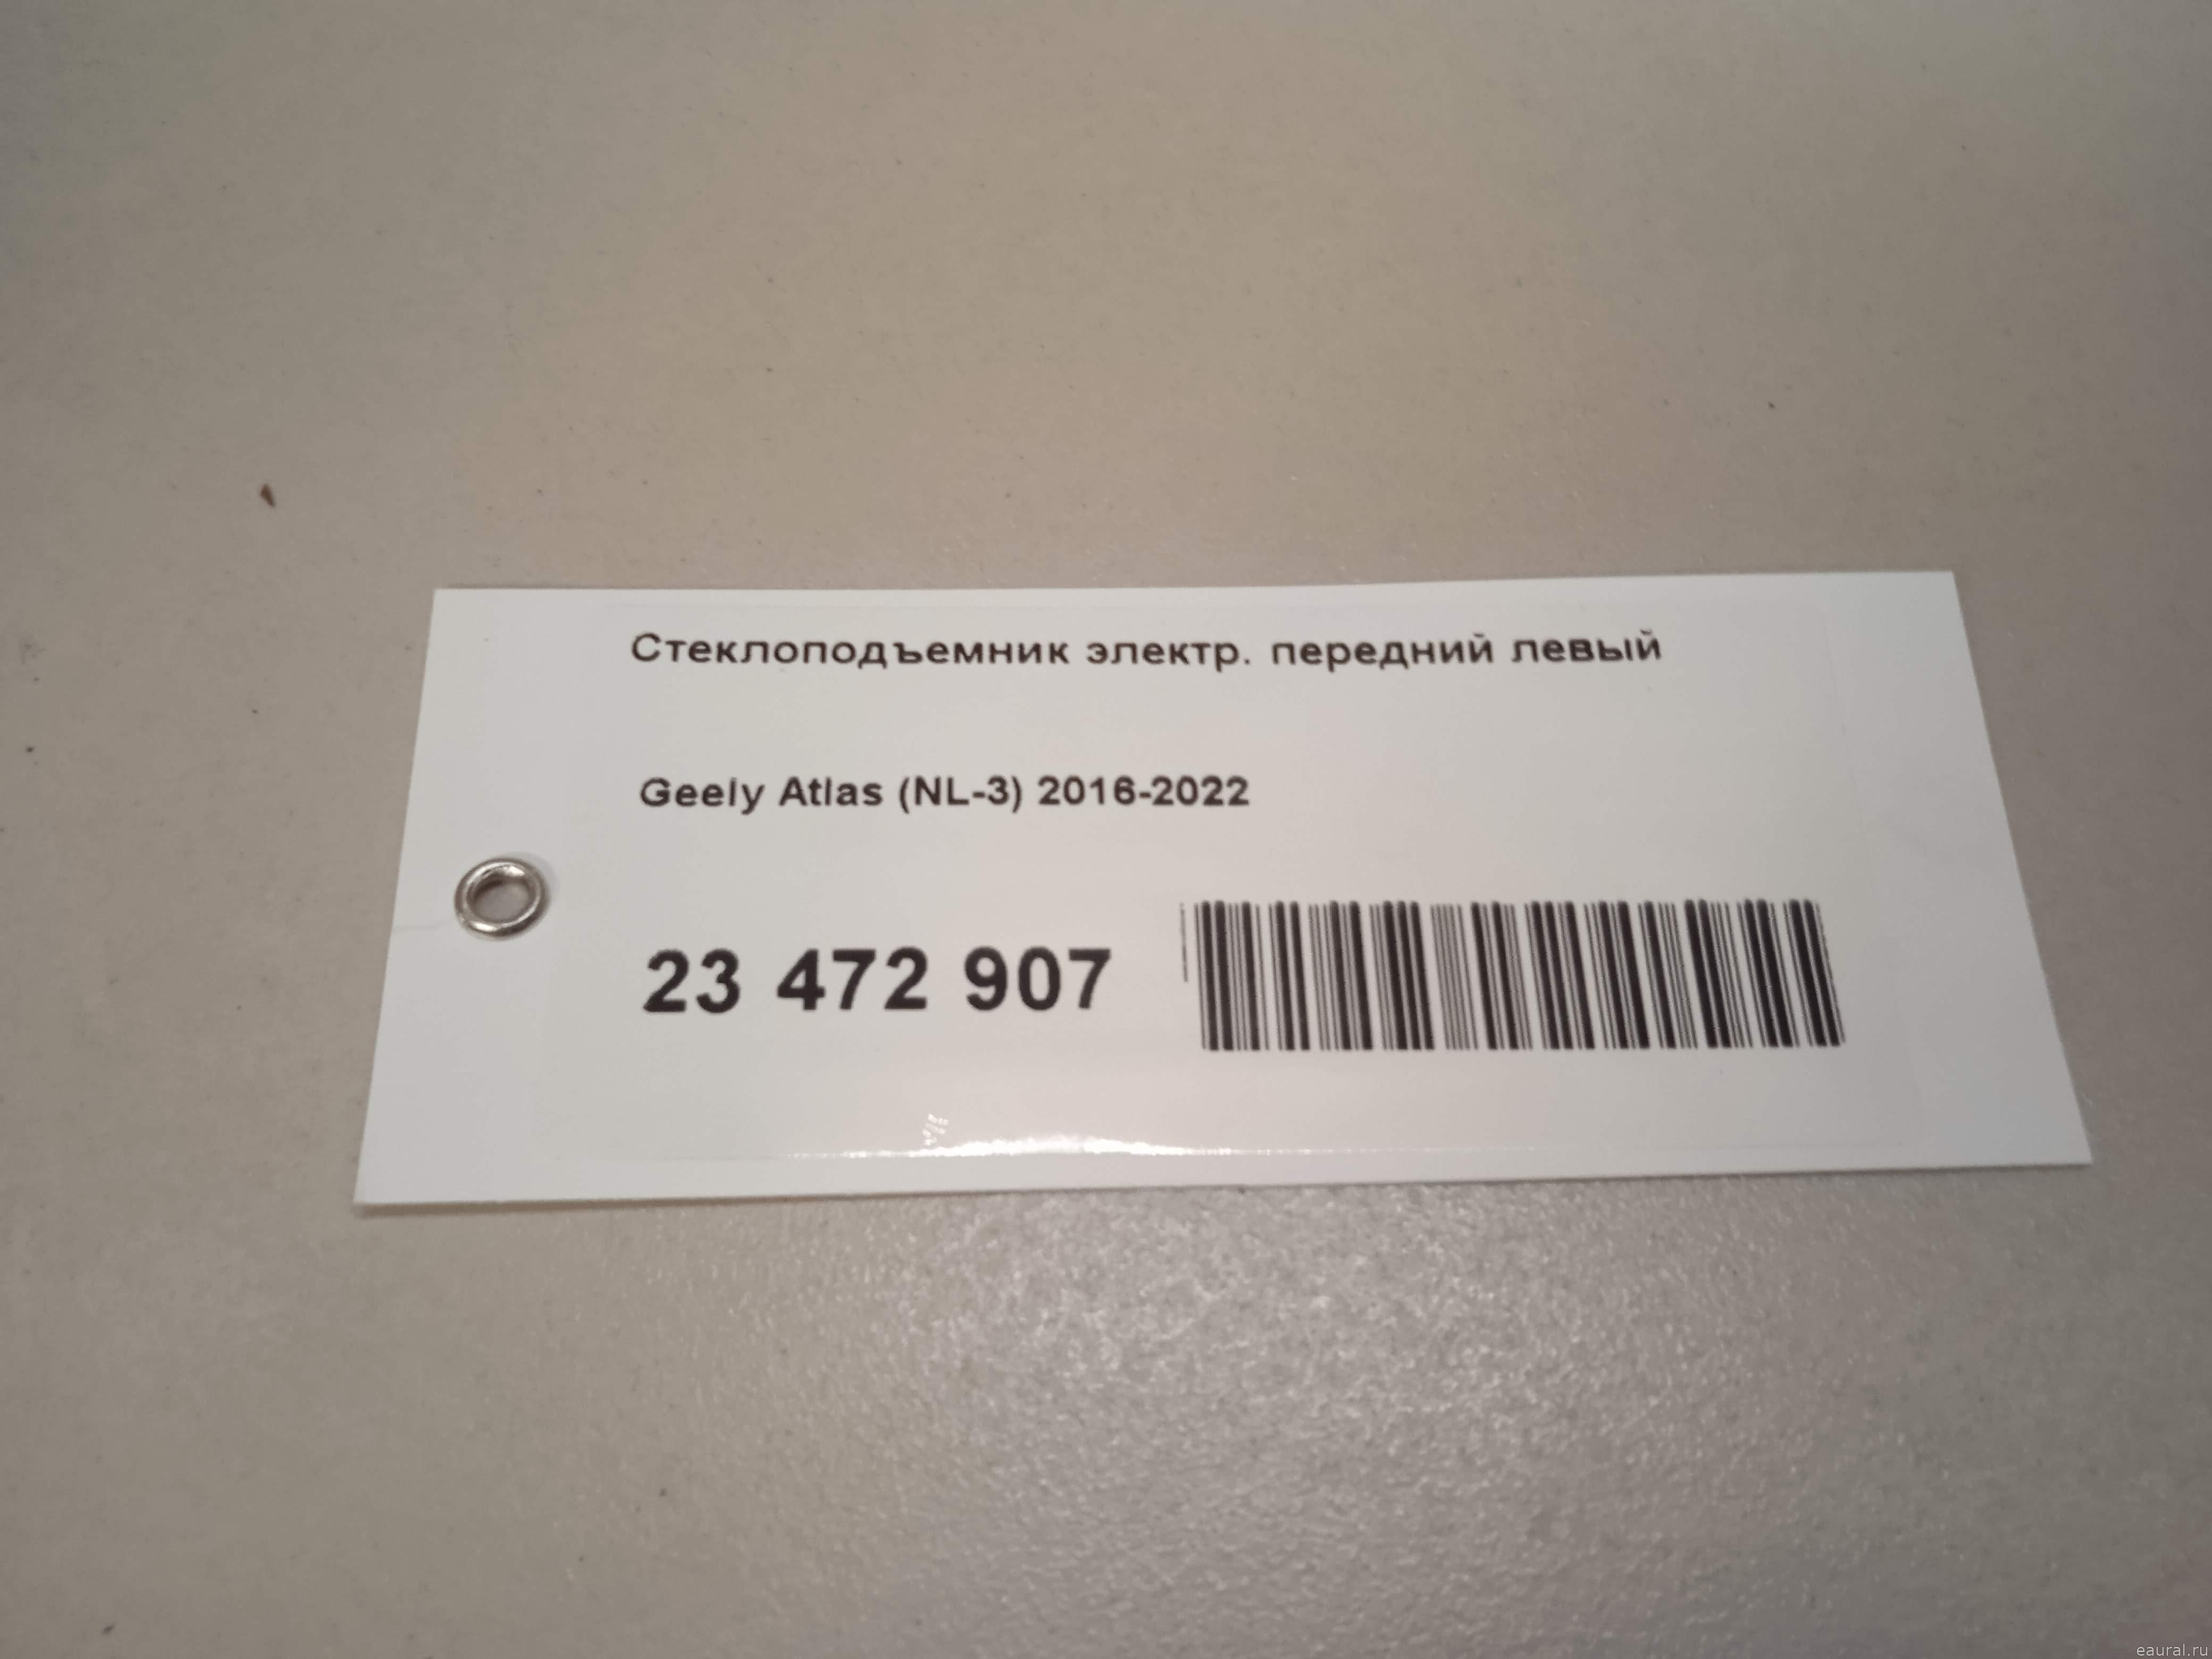 Стеклоподъемник электр. передний левый
Geely Atlas (NL-3) 2016-2022
23 472 907
eaural.ru